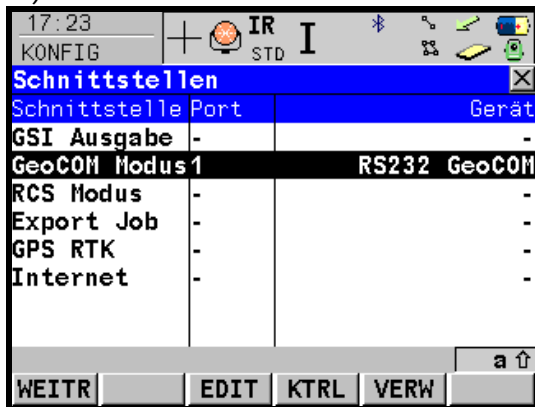 17:23
KONFIG
IR
STD
I
Schnittstellen
Schnittstelle Port Gerät
GSI Ausgabe - -
GeoCOM Modus 1 RS232 GeoCOM
RCS Modus - -
Export Job - -
GPS RTK - -
Internet - -
a
WEITR EDIT KTRL VERW